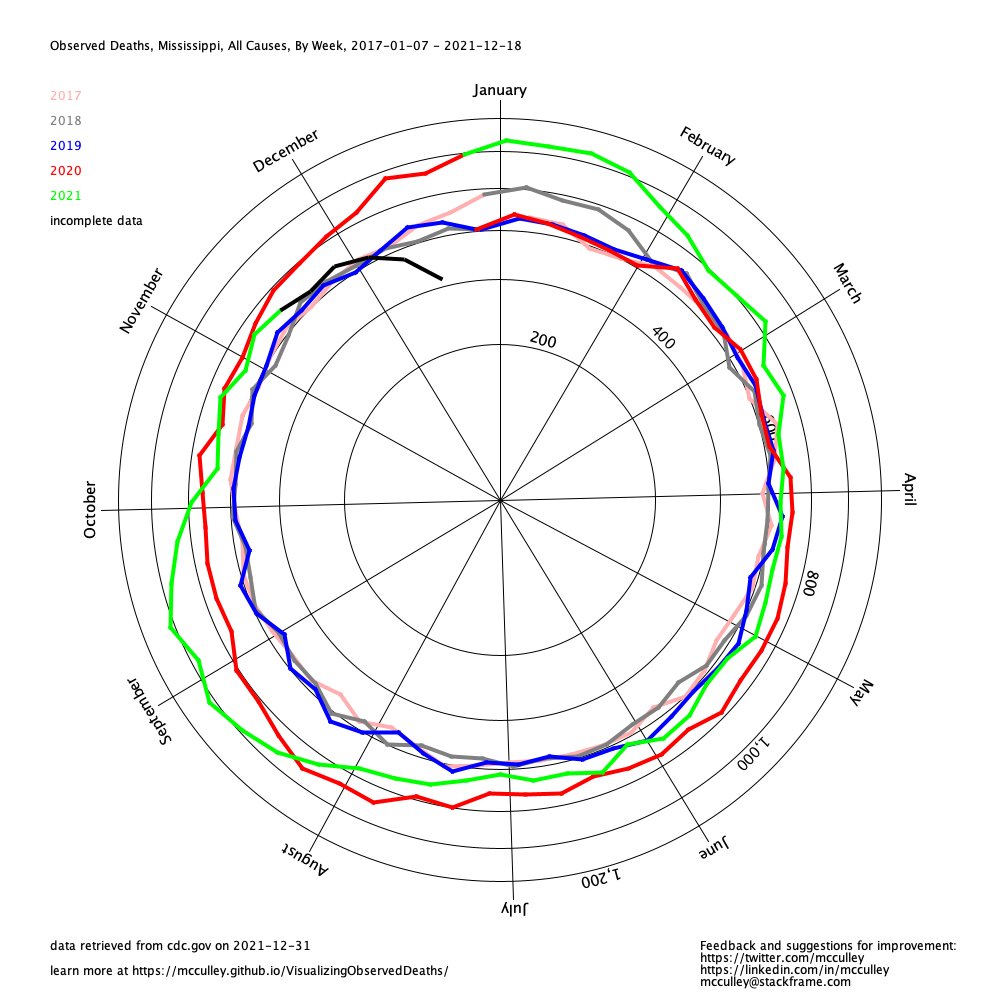 Observed Deaths, Mississippi, All Causes, By Week, 2017-01-07 - 2021-12-18
2017
2018
2019
2020
2021
incomplete data
January
February
March
April
May
June
July
August
September
October
November
December
200
400
800
1,000
1,200
data retrieved from cdc.gov on 2021-12-31
learn more at https://mcculley.github.io/VisualizingObservedDeaths/
Feedback and suggestions for improvement:
https://twitter.com/mcculley
https://linkedin.com/in/mcculley
mcculley@stackframe.com